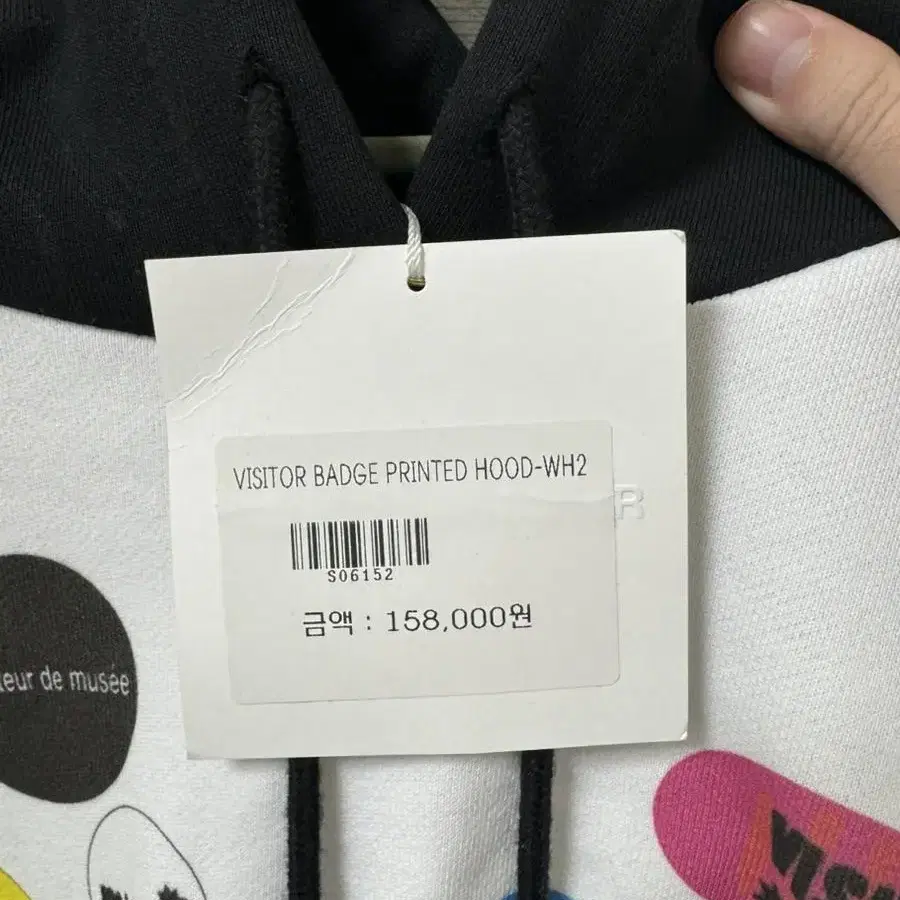 VISITOR BADGE PRINTED HOOD-WH2
R
S06152
금액 : 158,000원
eur de musée